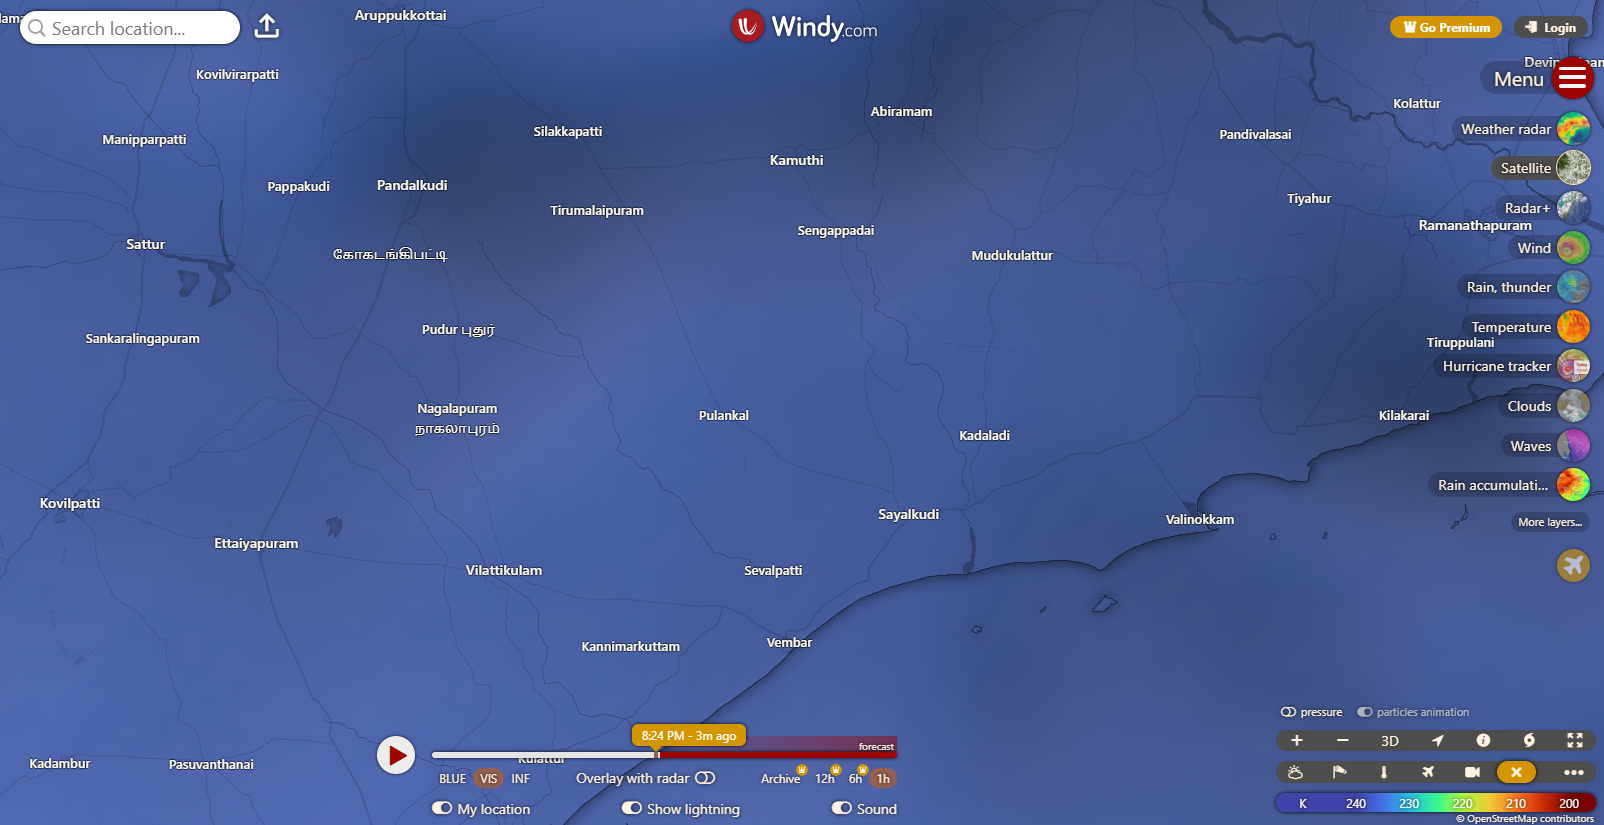 Search location...
Windy.com
Go Premium
Login
Menu
Aruppukkottai
Kovilvirarpatti
Abiramam
Kolattur
Silakkapatti
Weather radar
Manipparpatti
Pandivalasai
Kamuthi
Satellite
Pappakudi
Pandalkudi
Tiyahur
Tirumalaipuram
Radar+
Ramanathapuram
Sengappadai
Sattur
Wind
கோகடங்கிபட்டி
Mudukulattur
Rain, thunder
Temperature
Pudur புதூர்
Sankaralingapuram
Tiruppulani
Hurricane tracker
Clouds
Nagalapuram
நாகலாபுரம்
Pulankal
Kilakarai
Kadaladi
Waves
Rain accumulati...
Kovilpatti
Sayalkudi
Valinokkam
More layers...
Ettaiyapuram
Vilattikulam
Sevalpatti
Kannimarkuttam
Vembar
pressure
particles animation
8:24 PM - 3m ago
forecast
3D
Kadambur
Pasuvanthanai
Kulattur
BLUE VIS INF
Overlay with radar
Archive 12h 6h 1h
My location
Show lightning
Sound
K 240 230 220 210 200
© OpenStreetMap contributors